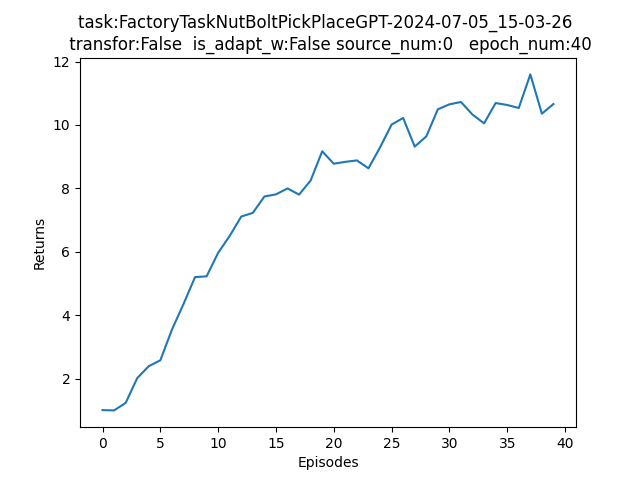 task:FactoryTaskNutBoltPickPlaceGPT-2024-07-05_15-03-26
transfor:False  is_adapt_w:False source_num:0   epoch_num:40
12
10
8
6
4
2
Returns
0 5 10 15 20 25 30 35 40
Episodes